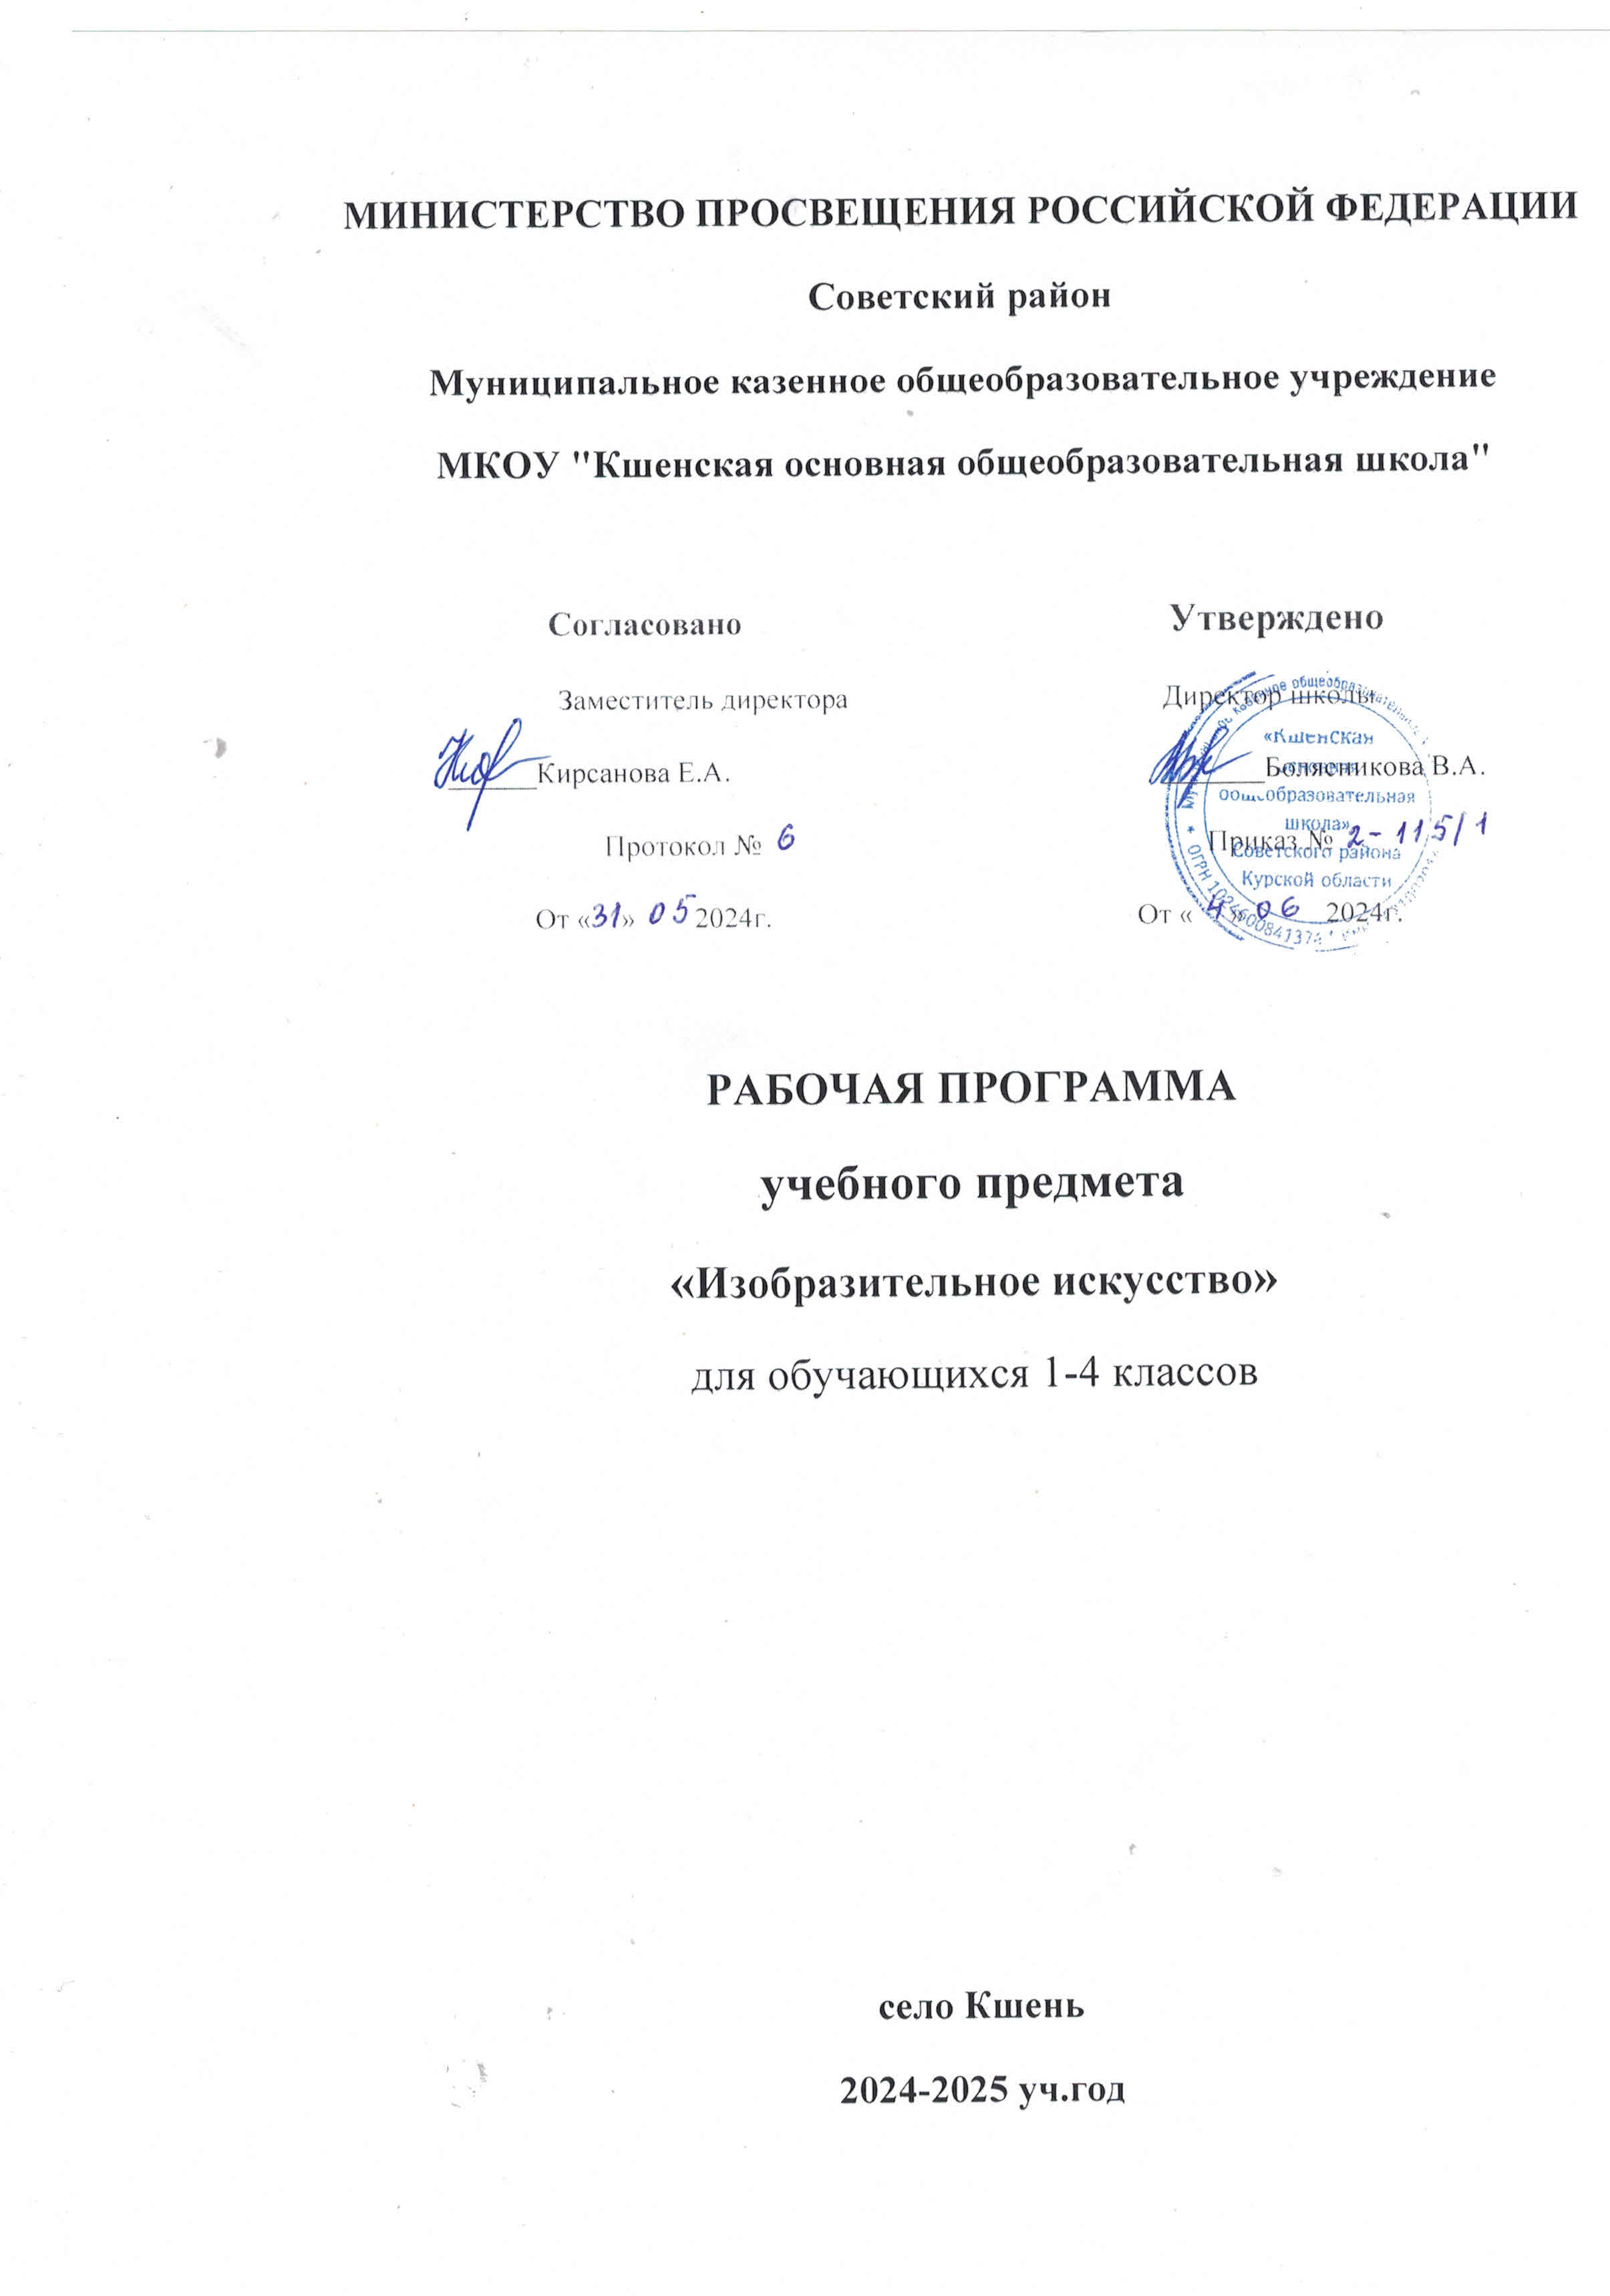 МИНИСТЕРСТВО ПРОСВЕЩЕНИЯ РОССИЙСКОЙ ФЕДЕРАЦИИ
Советский район
Муниципальное казенное общеобразовательное учреждение
МКОУ "Кшенская основная общеобразовательная школа"
Согласовано
Заместитель директора
Кирсанова Е.А.
Протокол № 6
От «31» 05 2024г.
Утверждено
Директор школы
Болясникова В.А.
Приказ № 2-115/1
От «4» 06 2024г.
казенное
«Кшенская
общеобразовательная
школа»
Советского района
Курской области
ОГРН
РАБОЧАЯ ПРОГРАММА
учебного предмета
«Изобразительное искусство»
для обучающихся 1-4 классов
село Кшень
2024-2025 уч.год